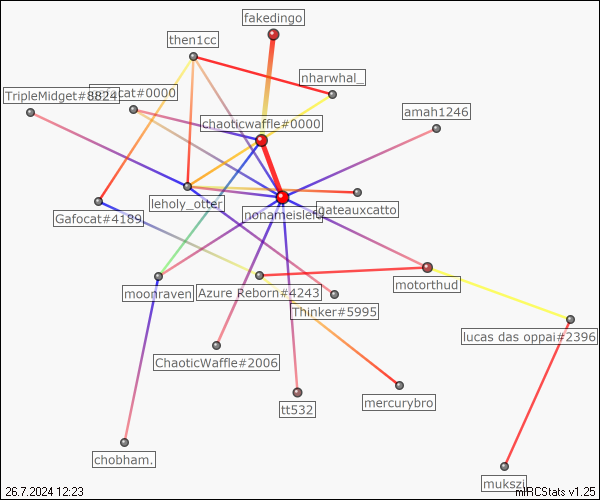 fakedingo
then1cc
nharwhal_
TripleMidget#8824
cat#0000
amah1246
chaoticwaffle#0000
leholy_otter
gateauxcatto
nonameisleft
Gafocat#4189
motorthud
moonraven
Azure Reborn#4243
Thinker#5995
lucas das oppai#2396
ChaoticWaffle#2006
mercurybro
tt532
chobham.
mukszi
26.7.2024 12:23
mIRCStats v1.25